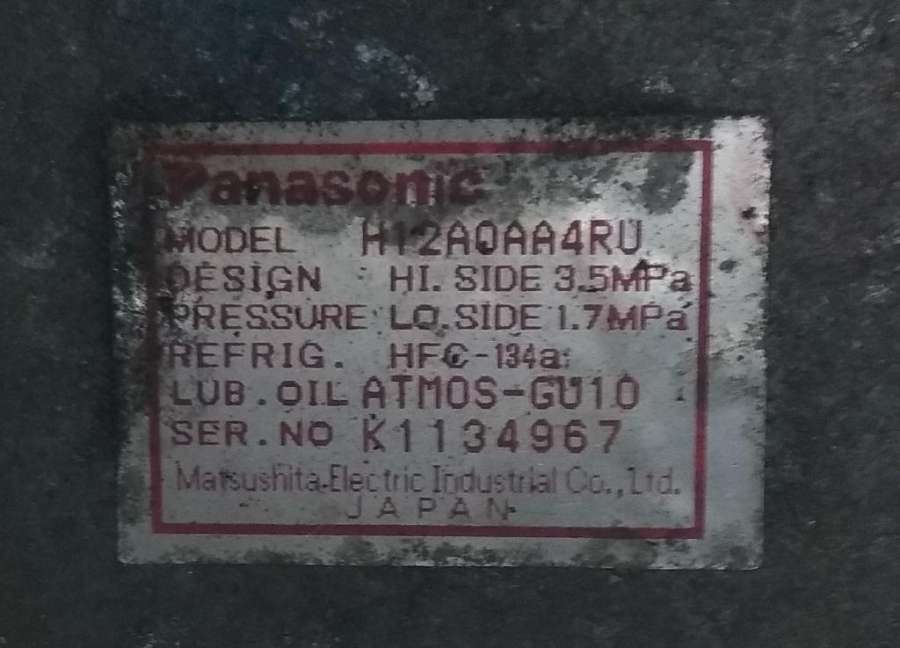 Panasonic
MODEL H12A0AA4RU
DESIGN HI. SIDE 3.5MPa
PRESSURE LO. SIDE 1.7MPa
REFRIG. HFC-134a
LUB. OIL ATMOS-GU10
SER. NO K1134967
Matsushita Electric Industrial Co., Ltd.
JAPAN